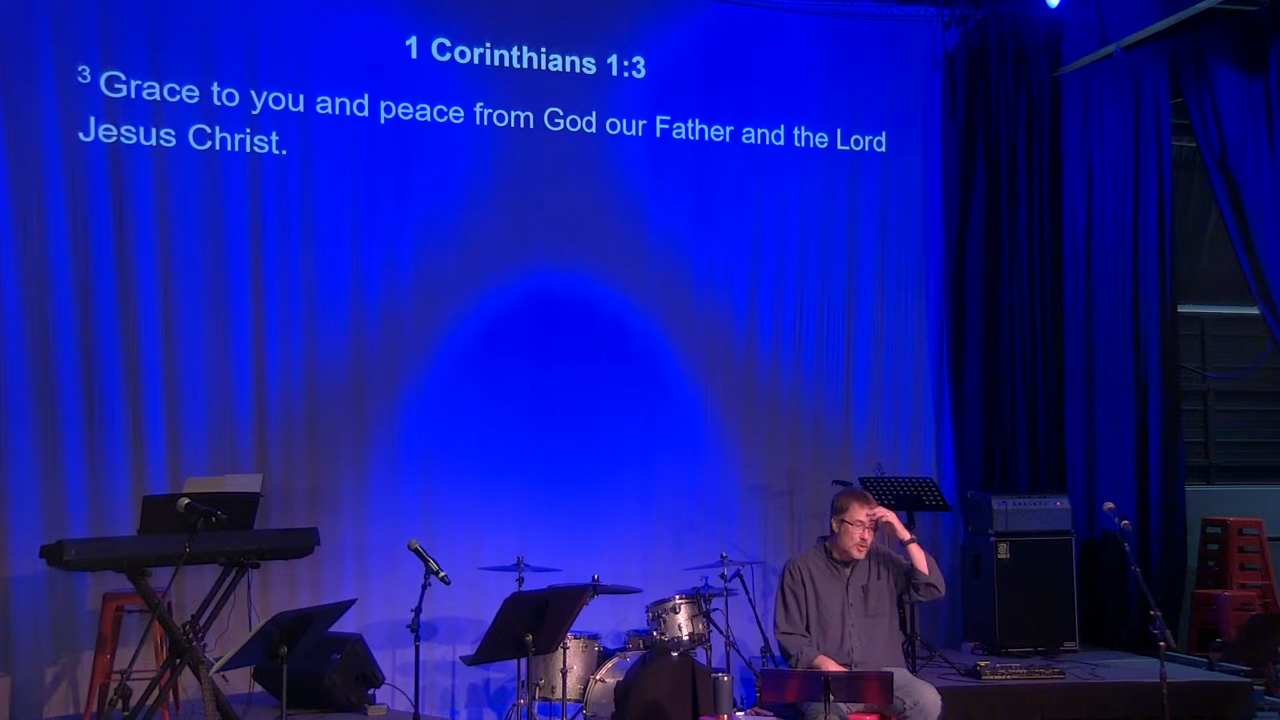 1 Corinthians 1:3
3 Grace to you and peace from God our Father and the Lord
Jesus Christ.